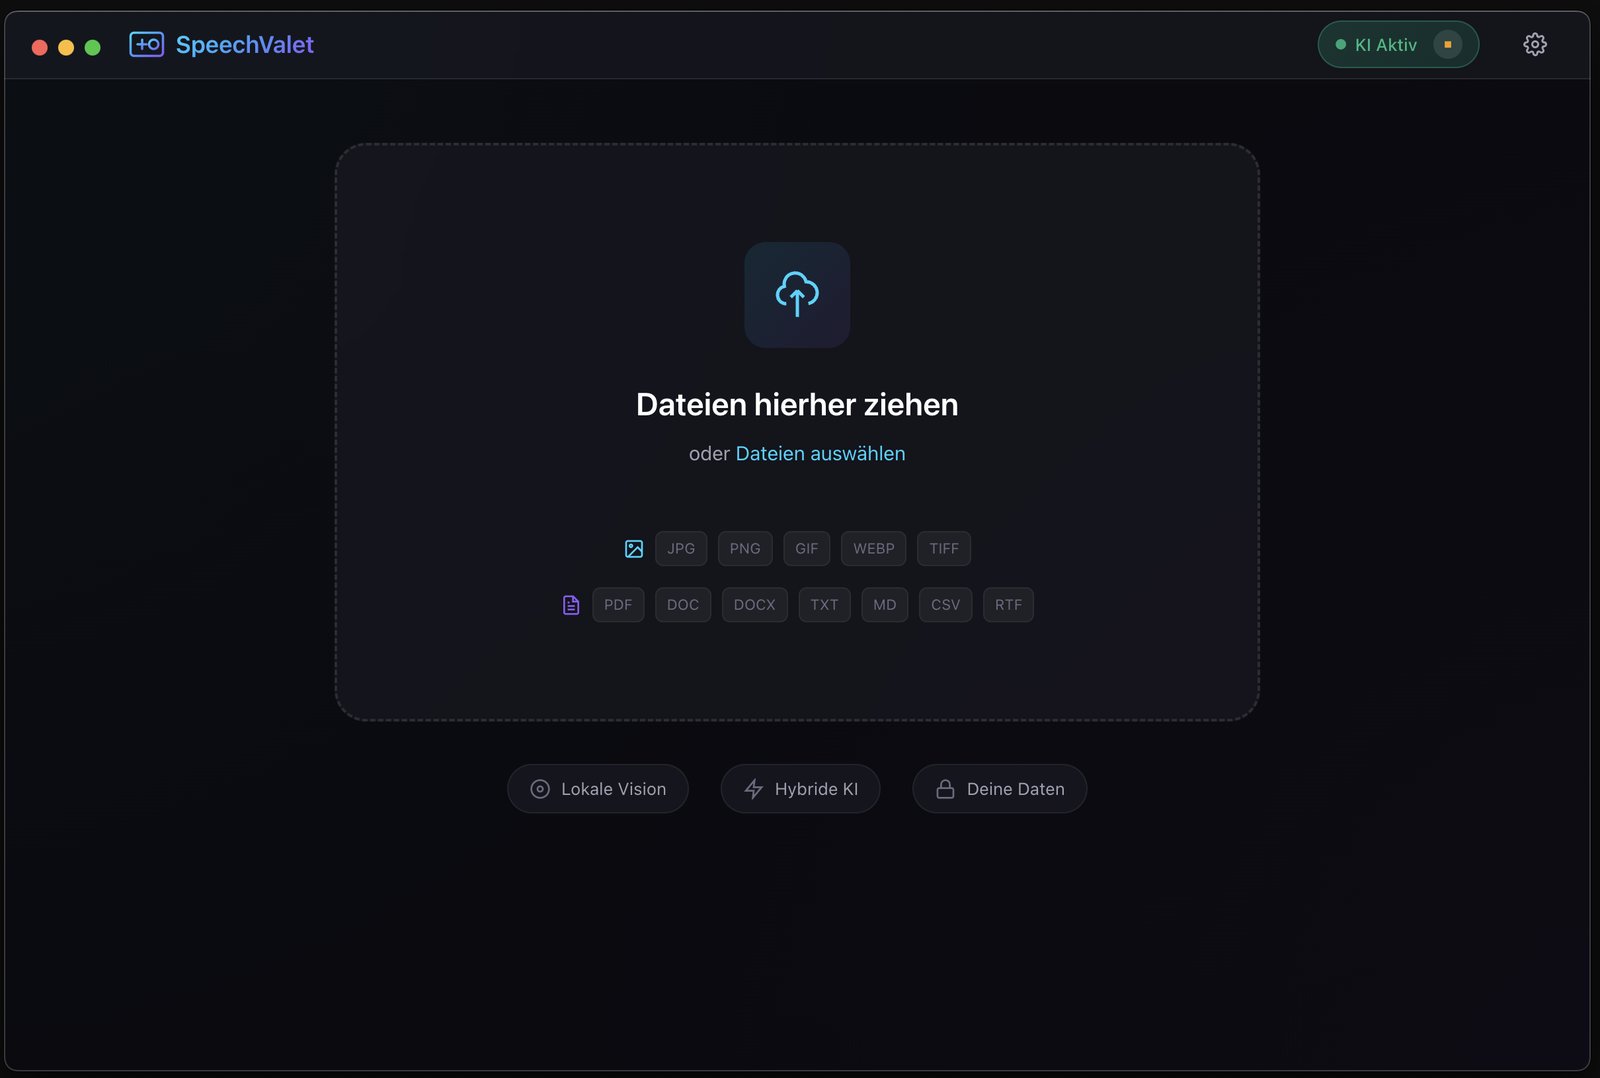 SpeechValet
KI Aktiv
Dateien hierher ziehen
oder Dateien auswählen
JPG PNG GIF WEBP TIFF
PDF DOC DOCX TXT MD CSV RTF
Lokale Vision
Hybride KI
Deine Daten